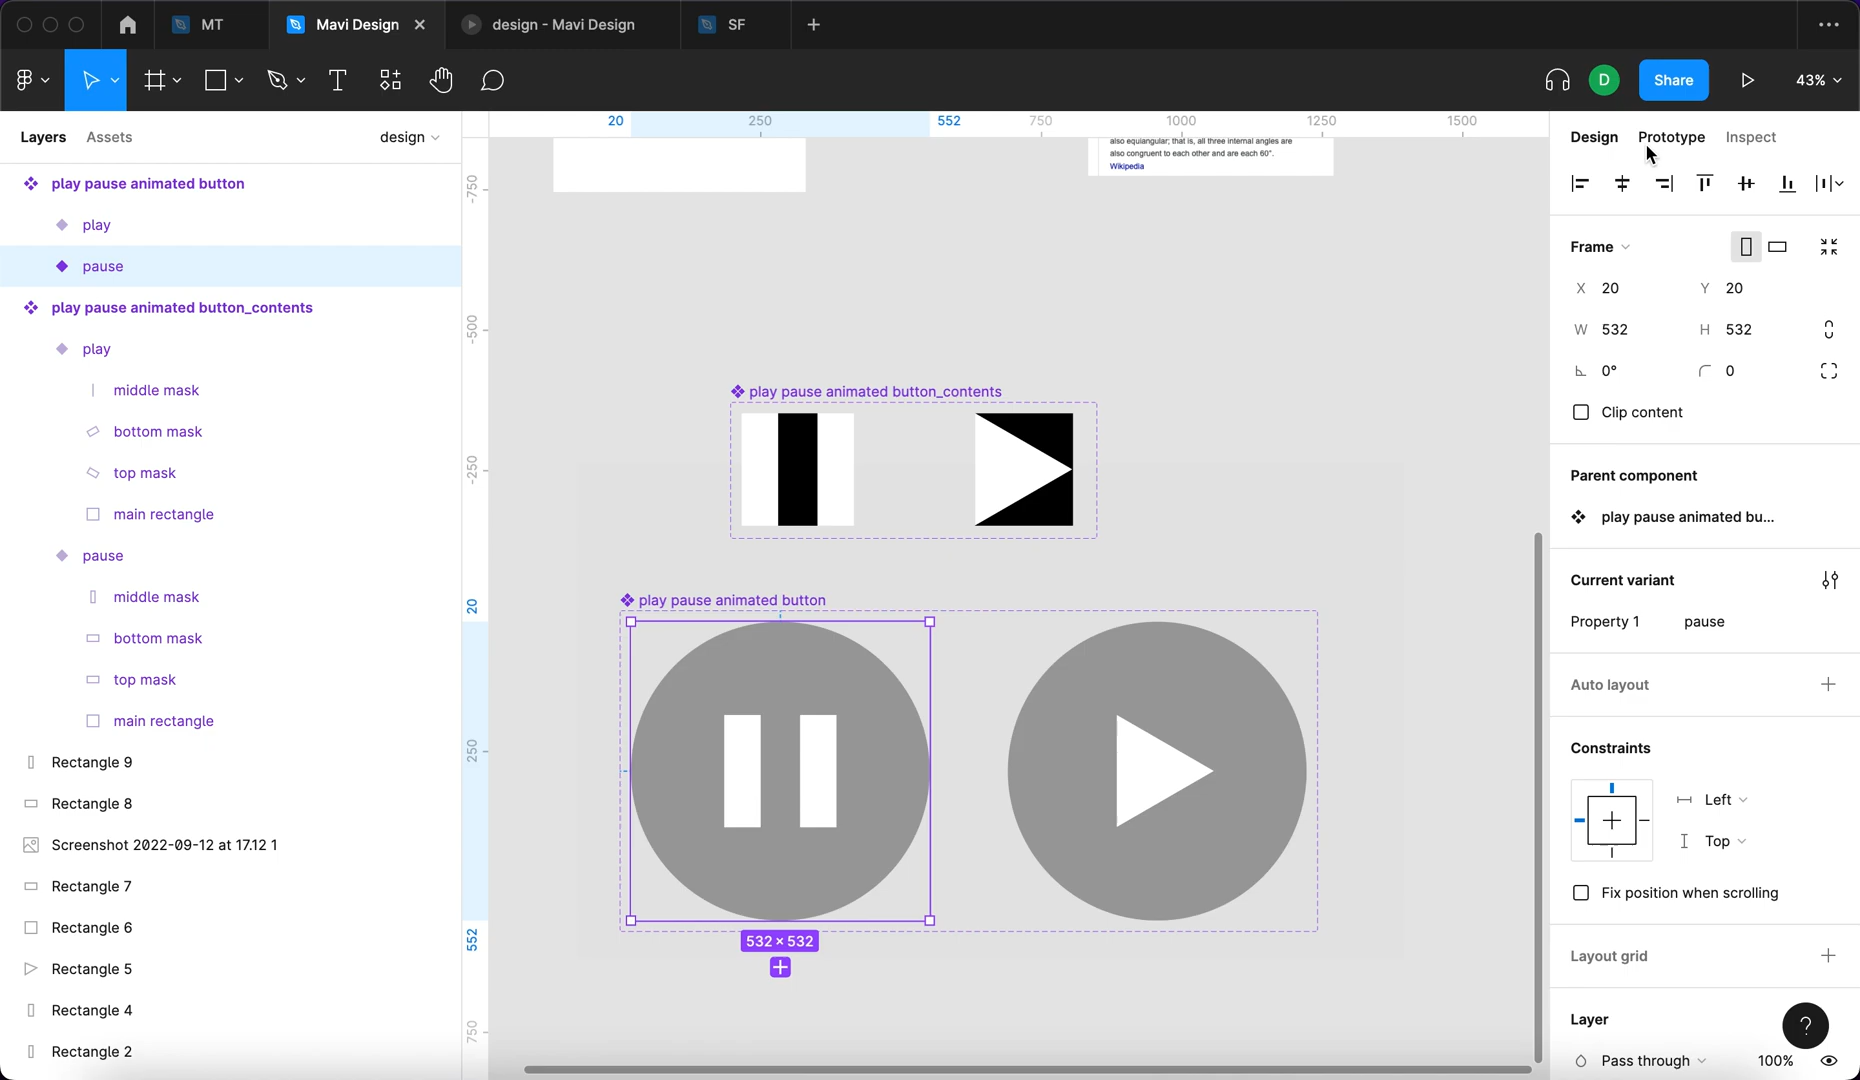 MT
Mavi Design
design - Mavi Design
SF
D
Share
43%
Layers
Assets
design
play pause animated button
play
pause
play pause animated button_contents
play
middle mask
bottom mask
top mask
main rectangle
pause
middle mask
bottom mask
top mask
main rectangle
Rectangle 9
Rectangle 8
Screenshot 2022-09-12 at 17.12 1
Rectangle 7
Rectangle 6
Rectangle 5
Rectangle 4
Rectangle 2
20
250
552
750
1000
1250
1500
-750
-500
-250
20
250
552
750
also equiangular; that is, all three internal angles are
also congruent to each other and are each 60°.
Wikipedia
play pause animated button_contents
play pause animated button
532 × 532
Design
Prototype
Inspect
Frame
X 20
Y 20
W 532
H 532
0°
0
Clip content
Parent component
play pause animated bu...
Current variant
Property 1
pause
Auto layout
Constraints
Left
Top
Fix position when scrolling
Layout grid
Layer
?
Pass through
100%